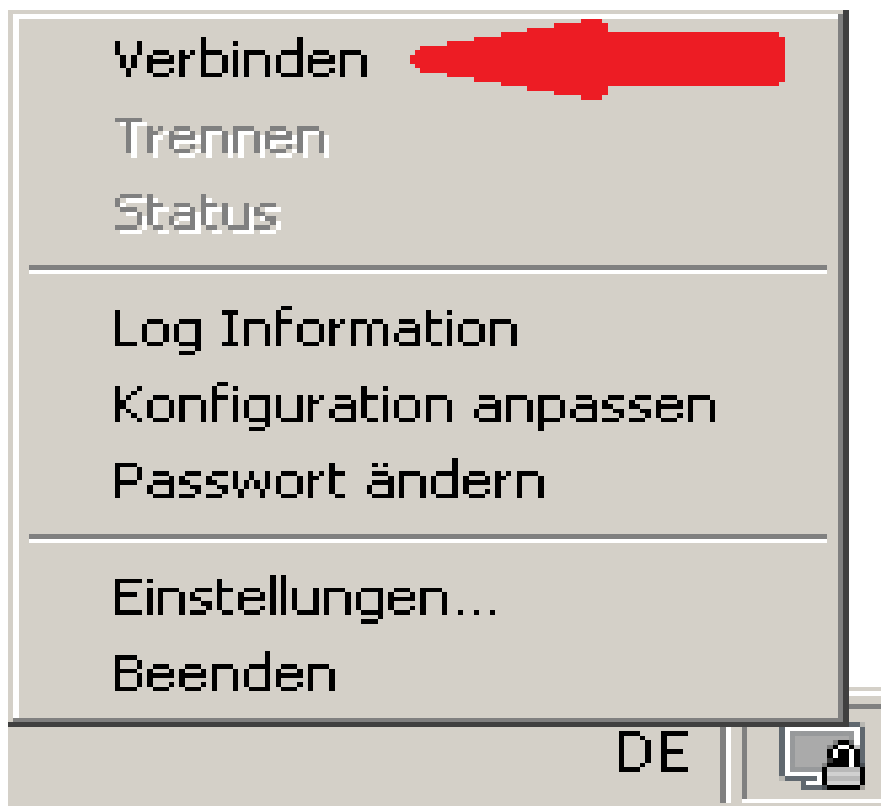 Verbinden
Trennen
Status
Log Information
Konfiguration anpassen
Passwort ändern
Einstellungen...
Beenden
DE